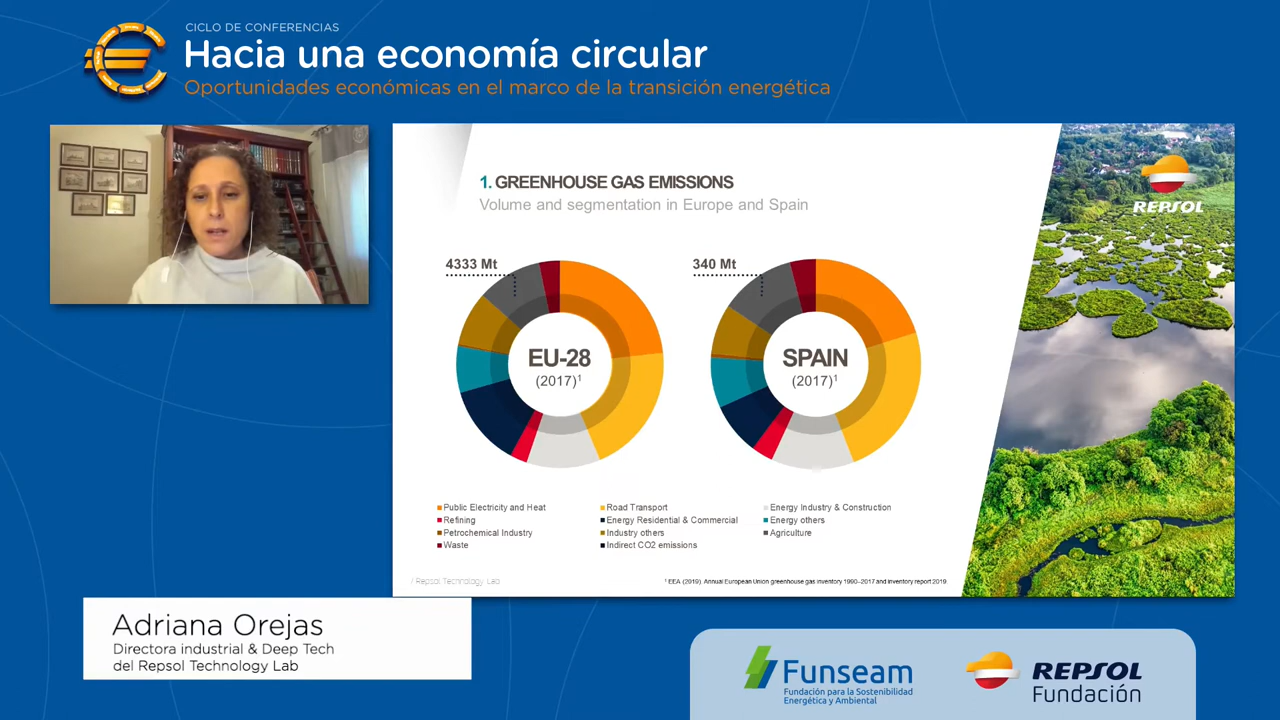 CICLO DE CONFERENCIAS
Hacia una economía circular
Oportunidades económicas en el marco de la transición energética
1. GREENHOUSE GAS EMISSIONS
Volume and segmentation in Europe and Spain
REPSOL
4333 Mt
340 Mt
EU-28
(2017)¹
SPAIN
(2017)¹
Public Electricity and Heat
Road Transport
Energy Industry & Construction
Refining
Energy Residential & Commercial
Energy others
Petrochemical Industry
Industry others
Agriculture
Waste
Indirect CO2 emissions
/ Repsol Technology Lab
¹ EEA (2019). Annual European Union greenhouse gas inventory 1990–2017 and inventory report 2019.
Adriana Orejas
Directora industrial & Deep Tech
del Repsol Technology Lab
Funseam
Fundación para la Sostenibilidad
Energética y Ambiental
REPSOL
Fundación